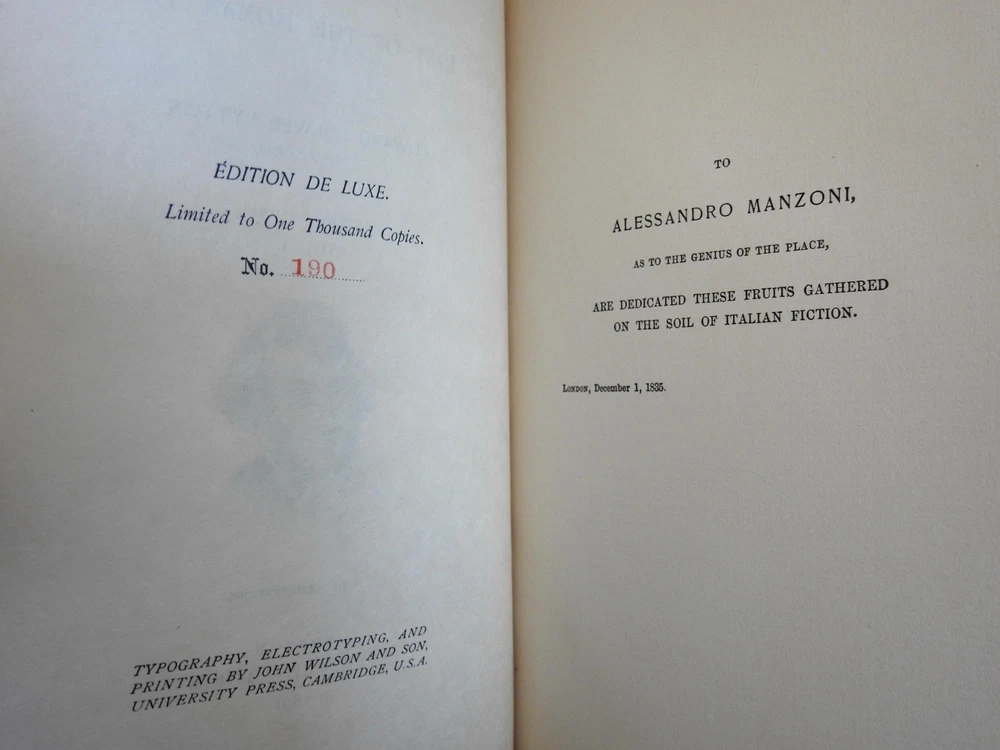 ÉDITION DE LUXE.
Limited to One Thousand Copies.
No. 190
TYPOGRAPHY, ELECTROTYPING, AND
PRINTING BY JOHN WILSON AND SON,
UNIVERSITY PRESS, CAMBRIDGE, U.S.A.
TO
ALESSANDRO MANZONI,
AS TO THE GENIUS OF THE PLACE,
ARE DEDICATED THESE FRUITS GATHERED
ON THE SOIL OF ITALIAN FICTION.
LONDON, December 1, 1835.